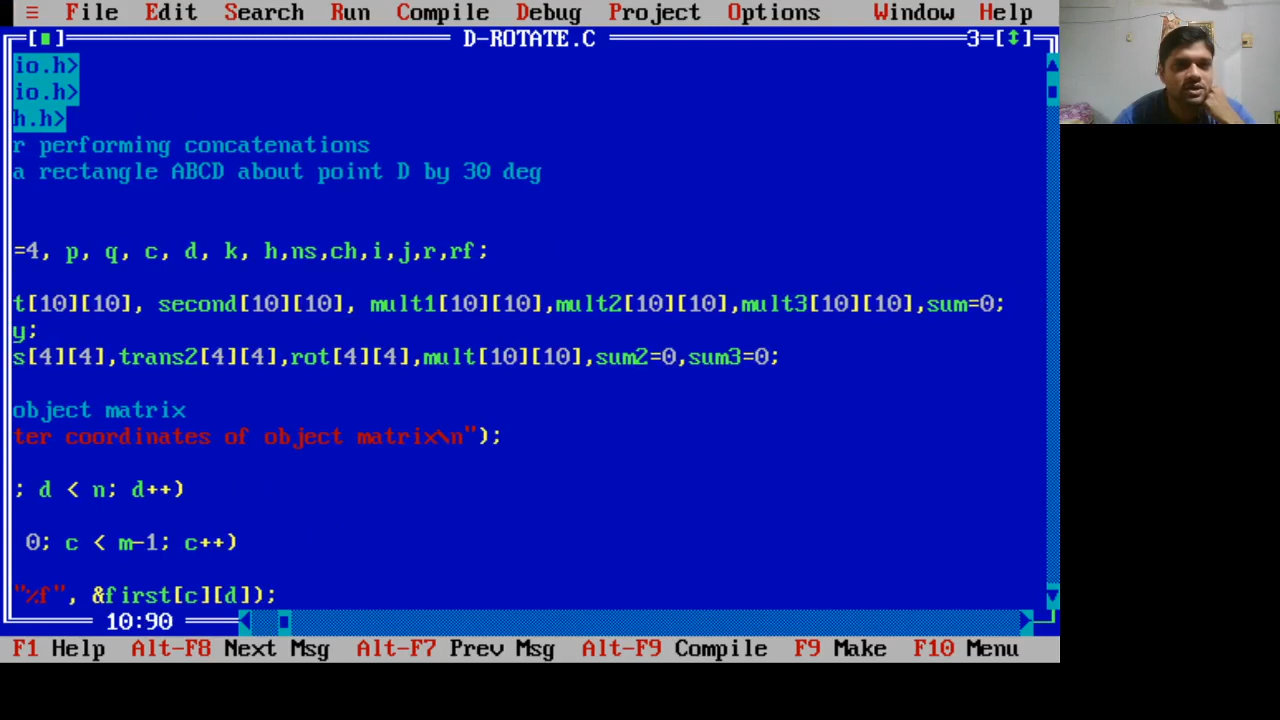 ≡ File Edit Search Run Compile Debug Project Options Window Help
[■] D-ROTATE.C 3=[↕]
io.h>
io.h>
h.h>
r performing concatenations
a rectangle ABCD about point D by 30 deg
=4, p, q, c, d, k, h,ns,ch,i,j,r,rf;
t[10][10], second[10][10], mult1[10][10],mult2[10][10],mult3[10][10],sum=0;
y;
s[4][4],trans2[4][4],rot[4][4],mult[10][10],sum2=0,sum3=0;
object matrix
ter coordinates of object matrix\n");
; d < n; d++)
0; c < m-1; c++)
"%f", &first[c][d]);
10:90
F1 Help Alt-F8 Next Msg Alt-F7 Prev Msg Alt-F9 Compile F9 Make F10 Menu